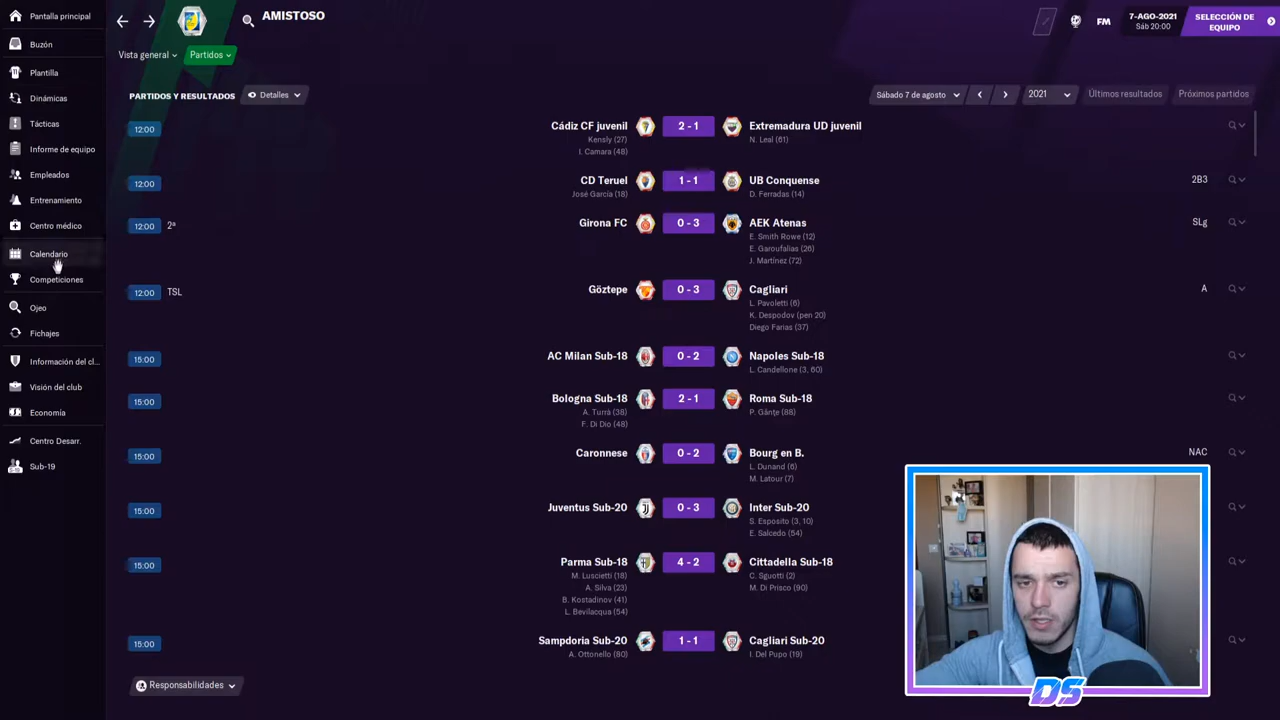 Pantalla principal
Buzón
Plantilla
Dinámicas
Tácticas
Informe de equipo
Empleados
Entrenamiento
Centro médico
Calendario
Competiciones
Ojeo
Fichajes
Información del cl...
Visión del club
Economía
Centro Desarr.
Sub-19
AMISTOSO
FM
7-AGO-2021
Sáb 20:00
SELECCIÓN DE
EQUIPO
Vista general
Partidos
PARTIDOS Y RESULTADOS
Detalles
Sábado 7 de agosto
2021
Últimos resultados
Próximos partidos
12:00 Cádiz CF juvenil 2 - 1 Extremadura UD juvenil
Kensly (27) N. Leal (61)
I. Camara (48)
12:00 CD Teruel 1 - 1 UB Conquense 2B3
José García (18) D. Ferradas (14)
12:00 2ª Girona FC 0 - 3 AEK Atenas SLg
E. Smith Rowe (12)
E. Garoufalias (26)
J. Martínez (72)
12:00 TSL Göztepe 0 - 3 Cagliari A
L. Pavoletti (6)
K. Despodov (pen 20)
Diego Farias (37)
15:00 AC Milan Sub-18 0 - 2 Napoles Sub-18
L. Candellone (3, 60)
15:00 Bologna Sub-18 2 - 1 Roma Sub-18
A. Turrà (38) P. Gânţe (88)
F. Di Dio (48)
15:00 Caronnese 0 - 2 Bourg en B. NAC
L. Dunand (6)
M. Latour (7)
15:00 Juventus Sub-20 0 - 3 Inter Sub-20
S. Esposito (3, 10)
E. Salcedo (54)
15:00 Parma Sub-18 4 - 2 Cittadella Sub-18
M. Luscietti (18) C. Sguotti (2)
A. Silva (23) M. Di Prisco (90)
B. Kostadinov (41)
L. Bevilacqua (54)
15:00 Sampdoria Sub-20 1 - 1 Cagliari Sub-20
A. Ottonello (80) I. Del Pupo (19)
Responsabilidades
DS